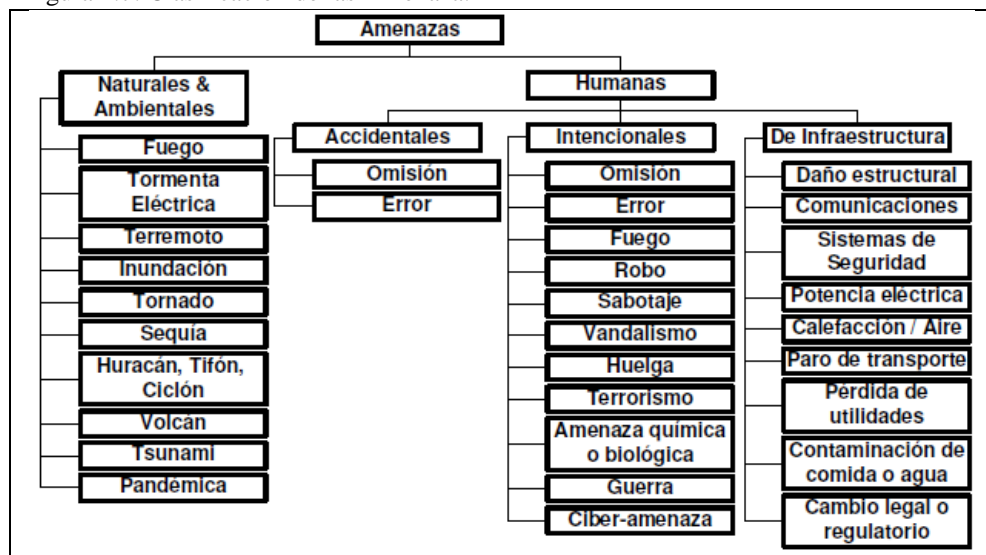 Amenazas
Naturales &
Ambientales
Humanas
Accidentales
Intencionales
De Infraestructura
Fuego
Tormenta
Eléctrica
Terremoto
Inundación
Tornado
Sequía
Huracán, Tifón,
Ciclón
Volcán
Tsunami
Pandémica
Omisión
Error
Omisión
Error
Fuego
Robo
Sabotaje
Vandalismo
Huelga
Terrorismo
Amenaza química
o biológica
Guerra
Ciber-amenaza
Daño estructural
Comunicaciones
Sistemas de
Seguridad
Potencia eléctrica
Calefacción / Aire
Paro de transporte
Pérdida de
utilidades
Contaminación de
comida o agua
Cambio legal o
regulatorio